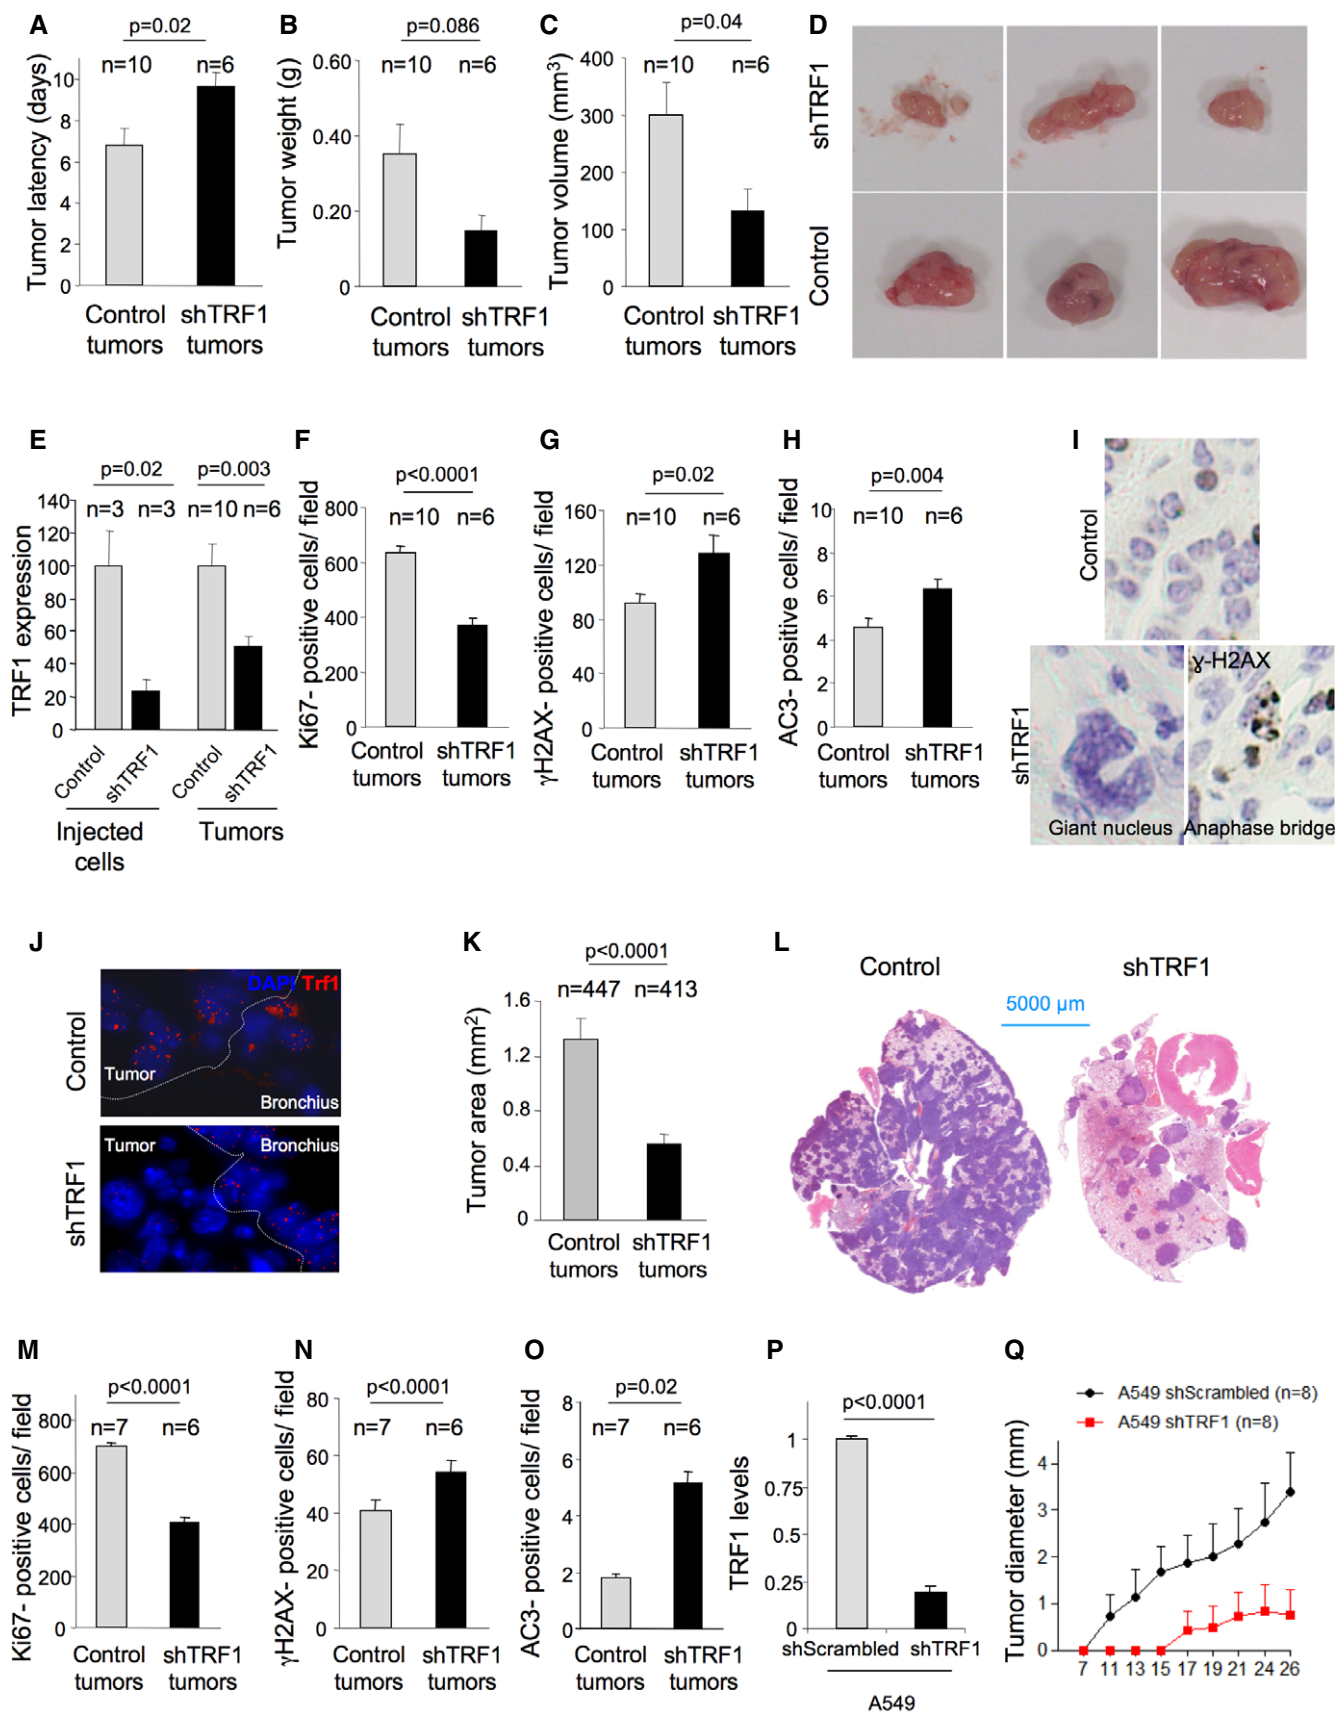 A
p=0.02
n=10 n=6
Tumor latency (days)
10
8
6
4
2
0
Control tumors
shTRF1 tumors
B
p=0.086
n=10 n=6
Tumor weight (g)
0.60
0.40
0.20
0
Control tumors
shTRF1 tumors
C
p=0.04
n=10 n=6
Tumor volume (mm³)
400
300
200
100
0
Control tumors
shTRF1 tumors
D
shTRF1
Control
E
p=0.02 p=0.003
n=3 n=3 n=10 n=6
TRF1 expression
140
120
100
80
60
40
20
0
Control
shTRF1
Control
shTRF1
Injected cells
Tumors
F
p<0.0001
n=10 n=6
Ki67- positive cells/ field
800
600
400
200
0
Control tumors
shTRF1 tumors
G
p=0.02
n=10 n=6
γH2AX- positive cells/ field
160
120
80
40
0
Control tumors
shTRF1 tumors
H
p=0.004
n=10 n=6
AC3- positive cells/ field
10
8
6
4
2
0
Control tumors
shTRF1 tumors
I
Control
shTRF1
γ-H2AX
Giant nucleus
Anaphase bridge
J
Control
DAPI Trf1
Tumor
Bronchius
shTRF1
Tumor
Bronchius
K
p<0.0001
n=447 n=413
Tumor area (mm²)
1.6
1.2
0.8
0.4
0
Control tumors
shTRF1 tumors
L
Control
shTRF1
5000 µm
M
p<0.0001
n=7 n=6
Ki67- positive cells/ field
800
600
400
200
0
Control tumors
shTRF1 tumors
N
p<0.0001
n=7 n=6
γH2AX- positive cells/ field
80
60
40
20
0
Control tumors
shTRF1 tumors
O
p=0.02
n=7 n=6
AC3- positive cells/ field
8
6
4
2
0
Control tumors
shTRF1 tumors
P
p<0.0001
TRF1 levels
1
0.75
0.5
0.25
0
shScrambled shTRF1
A549
Q
A549 shScrambled (n=8)
A549 shTRF1 (n=8)
Tumor diameter (mm)
4
3
2
1
0
7 11 13 15 17 19 21 24 26